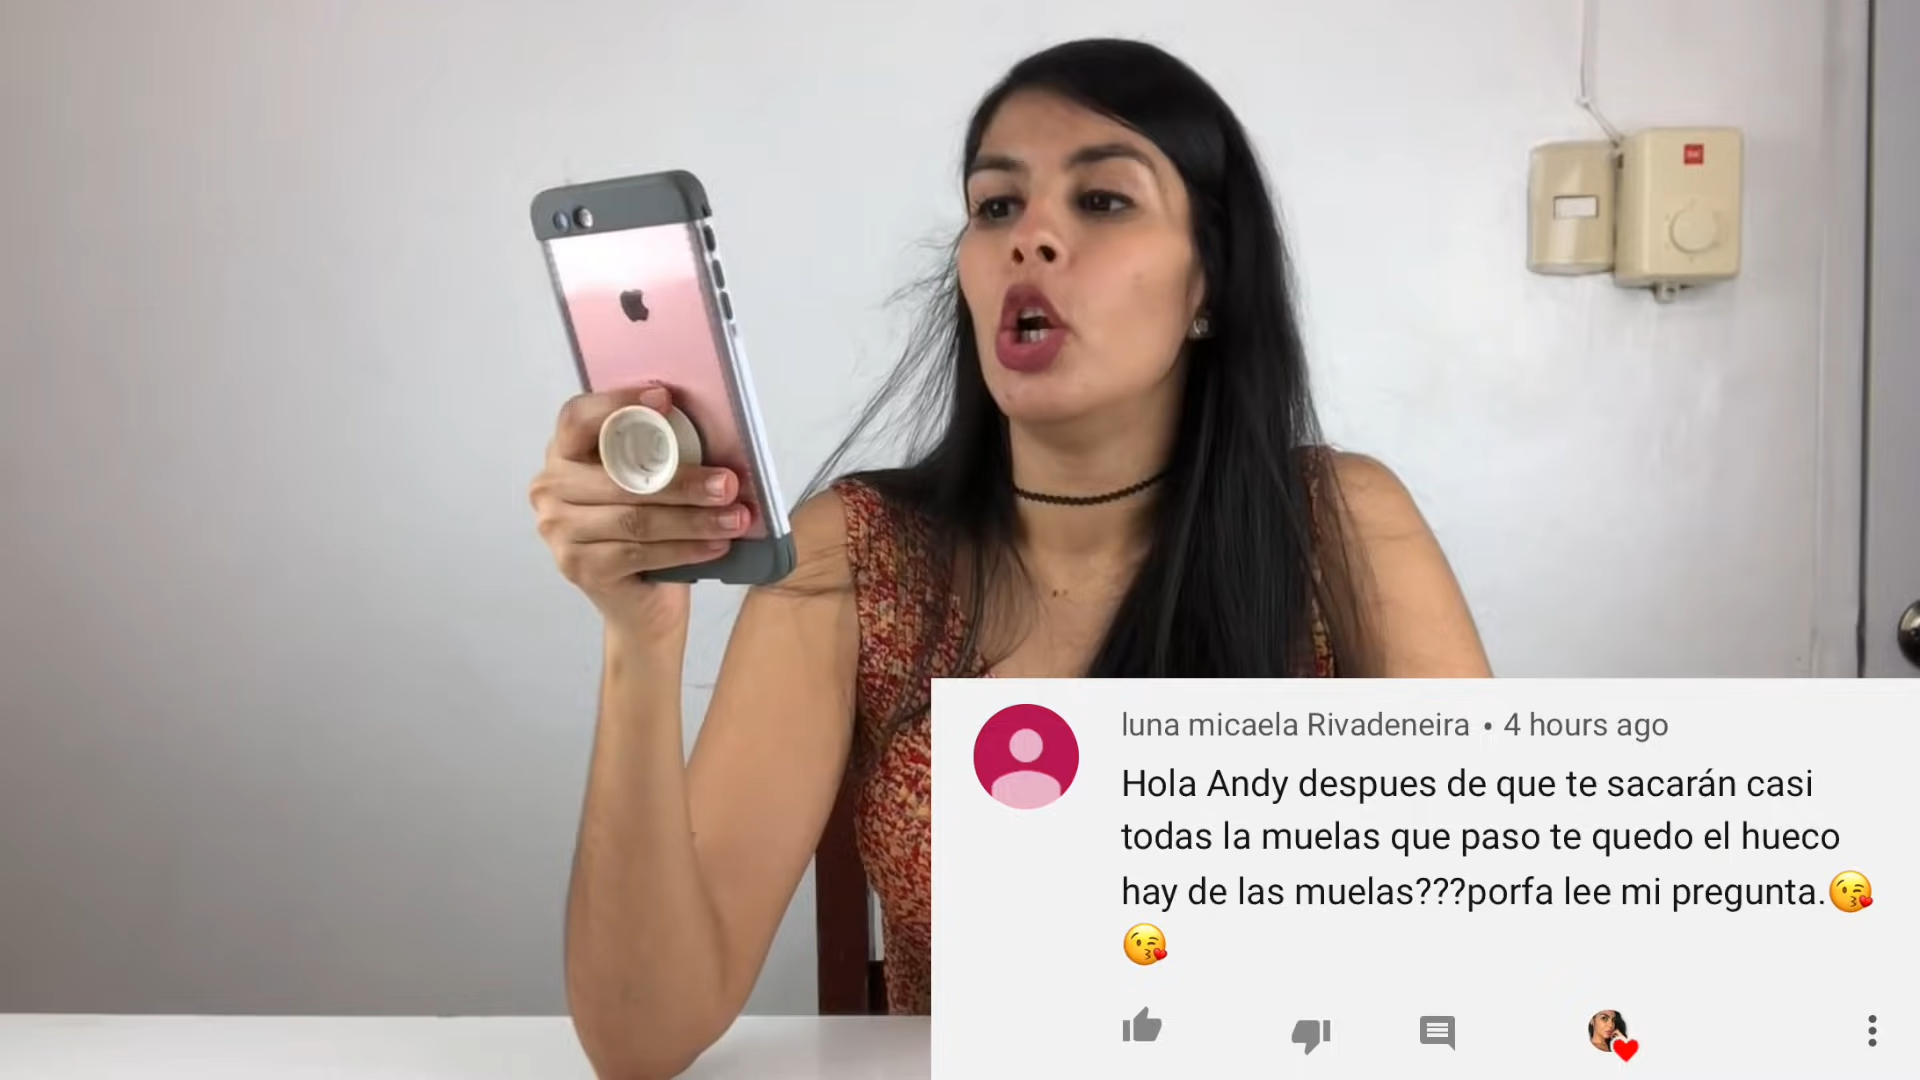 luna micaela Rivadeneira • 4 hours ago
Hola Andy despues de que te sacarán casi
todas la muelas que paso te quedo el hueco
hay de las muelas???porfa lee mi pregunta.😘
😘